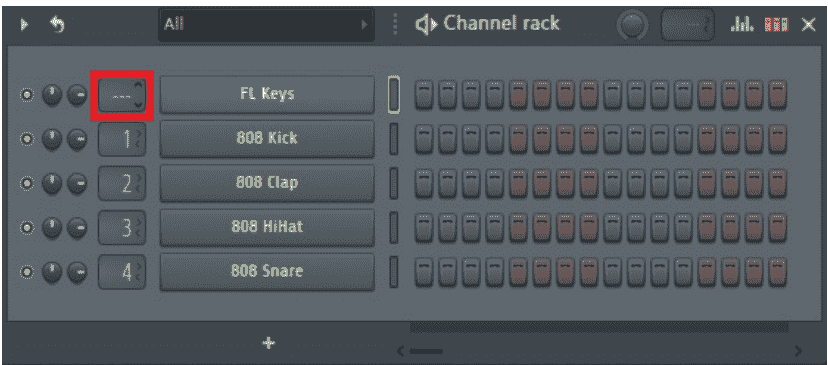 All Channel rack ---
--- FL Keys
1 808 Kick
2 808 Clap
3 808 HiHat
4 808 Snare
+